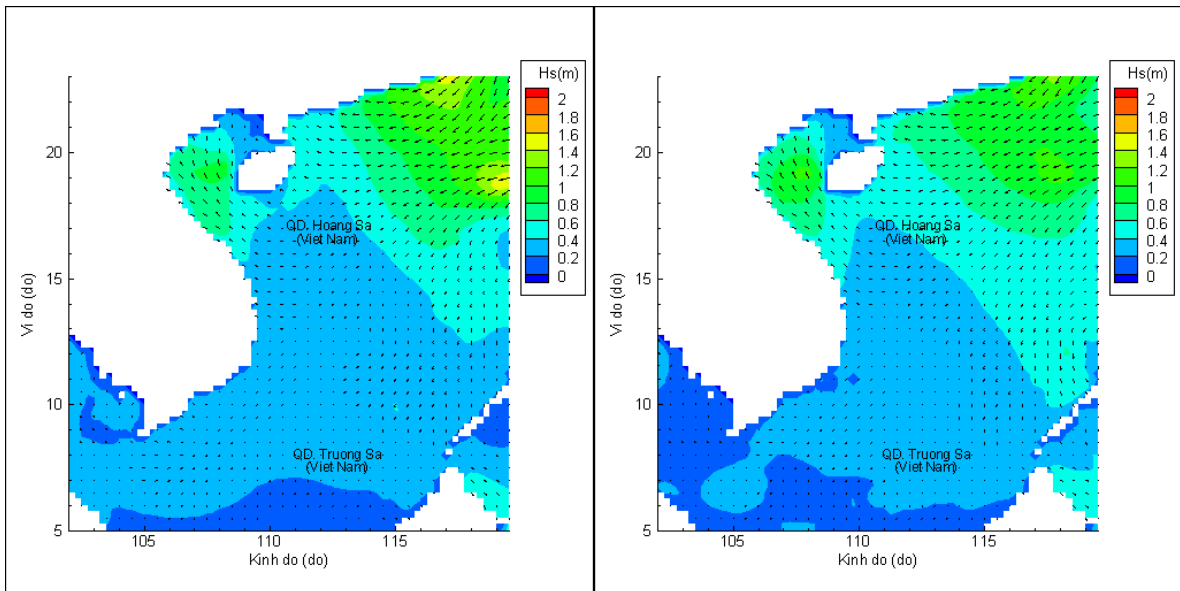 Hs(m)
2
1.8
1.6
1.4
1.2
1
0.8
0.6
0.4
0.2
0
20
15
10
5
Vi do (do)
QD. Hoang Sa
(Viet Nam)
QD. Truong Sa
(Viet Nam)
105
110
115
Kinh do (do)
Hs(m)
2
1.8
1.6
1.4
1.2
1
0.8
0.6
0.4
0.2
0
20
15
10
5
Vi do (do)
QD. Hoang Sa
(Viet Nam)
QD. Truong Sa
(Viet Nam)
105
110
115
Kinh do (do)